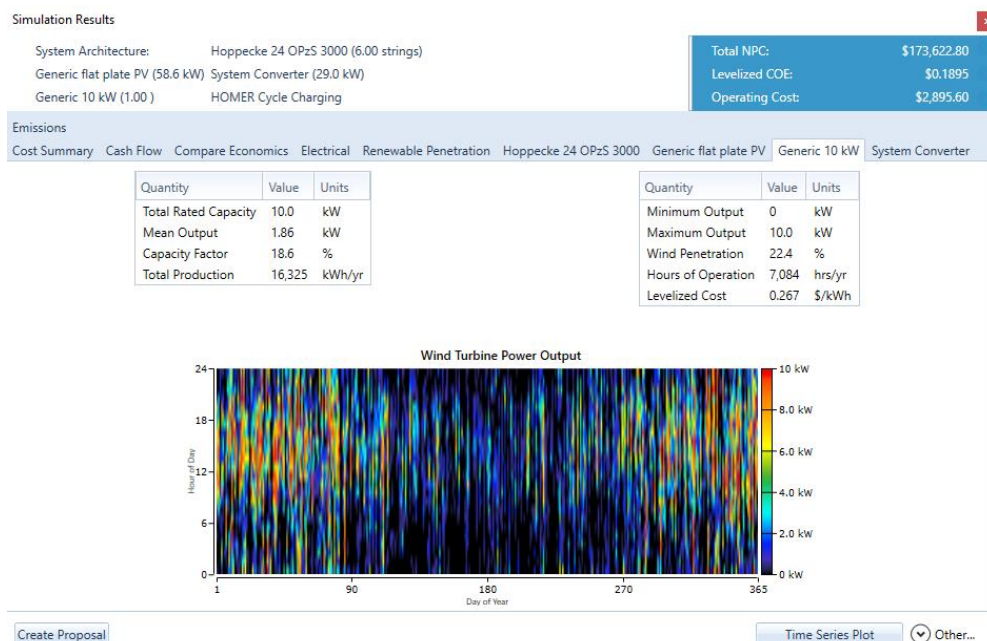 Simulation Results
System Architecture: Hoppecke 24 OPzS 3000 (6.00 strings)
Generic flat plate PV (58.6 kW) System Converter (29.0 kW)
Generic 10 kW (1.00 ) HOMER Cycle Charging
Total NPC: $173,622.80
Levelized COE: $0.1895
Operating Cost: $2,895.60
Emissions
Cost Summary Cash Flow Compare Economics Electrical Renewable Penetration Hoppecke 24 OPzS 3000 Generic flat plate PV Generic 10 kW System Converter
Quantity Value Units
Total Rated Capacity 10.0 kW
Mean Output 1.86 kW
Capacity Factor 18.6 %
Total Production 16,325 kWh/yr
Quantity Value Units
Minimum Output 0 kW
Maximum Output 10.0 kW
Wind Penetration 22.4 %
Hours of Operation 7,084 hrs/yr
Levelized Cost 0.267 $/kWh
Wind Turbine Power Output
Hour of Day
24
18
12
6
0
1 90 180 270 365
Day of Year
10 kW
8.0 kW
6.0 kW
4.0 kW
2.0 kW
0 kW
Create Proposal Time Series Plot Other...